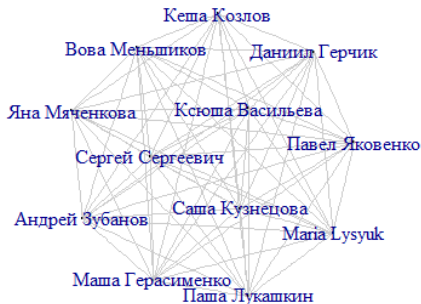 Кеша Козлов
Вова Меньшиков
Даниил Герчик
Яна Мяченкова
Ксюша Васильева
Павел Яковенко
Сергей Сергеевич
Саша Кузнецова
Андрей Зубанов
Maria Lysyuk
Маша Герасименко
Паша Лукашкин